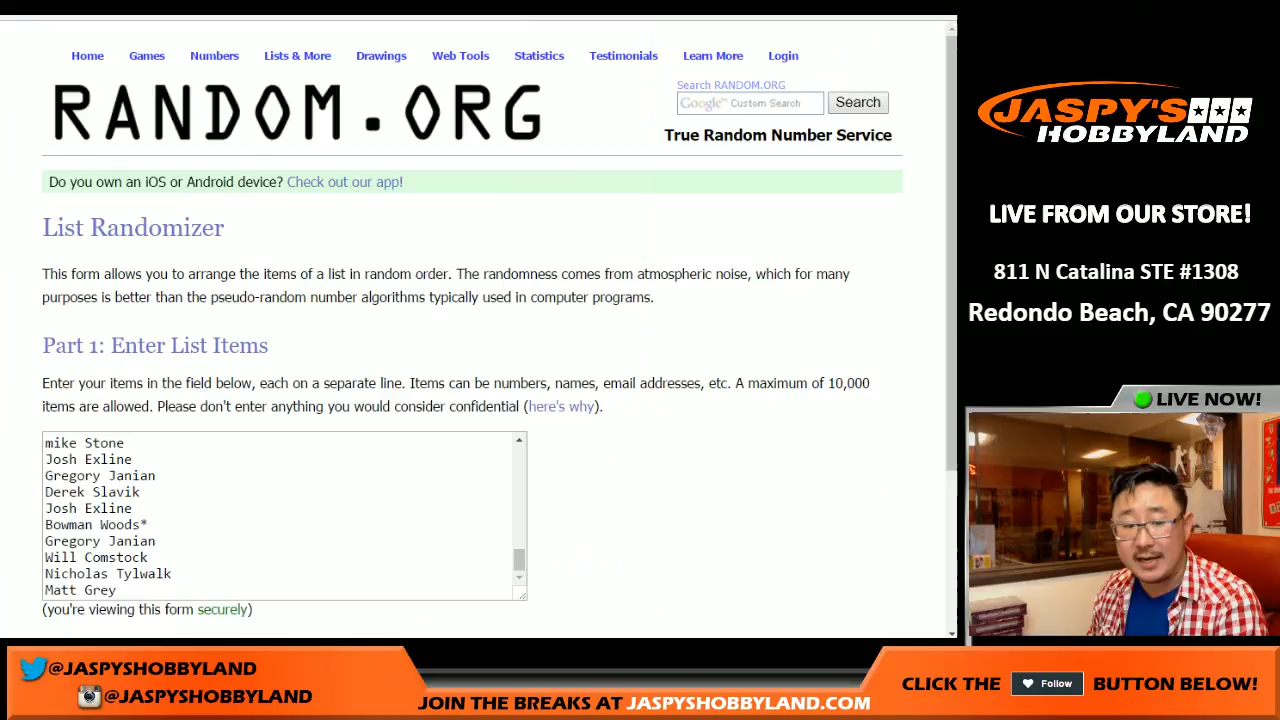 Home Games Numbers Lists & More Drawings Web Tools Statistics Testimonials Learn More Login
RANDOM.ORG
Search RANDOM.ORG
Google™ Custom Search Search
True Random Number Service
Do you own an iOS or Android device? Check out our app!
List Randomizer
This form allows you to arrange the items of a list in random order. The randomness comes from atmospheric noise, which for many
purposes is better than the pseudo-random number algorithms typically used in computer programs.
Part 1: Enter List Items
Enter your items in the field below, each on a separate line. Items can be numbers, names, email addresses, etc. A maximum of 10,000
items are allowed. Please don't enter anything you would consider confidential (here's why).
mike Stone
Josh Exline
Gregory Janian
Derek Slavik
Josh Exline
Bowman Woods*
Gregory Janian
Will Comstock
Nicholas Tylwalk
Matt Grey
(you're viewing this form securely)
JASPY'S
HOBBYLAND
LIVE FROM OUR STORE!
811 N Catalina STE #1308
Redondo Beach, CA 90277
LIVE NOW!
@JASPYSHOBBYLAND
@JASPYSHOBBYLAND
JOIN THE BREAKS AT JASPYSHOBBYLAND.COM
CLICK THE Follow BUTTON BELOW!